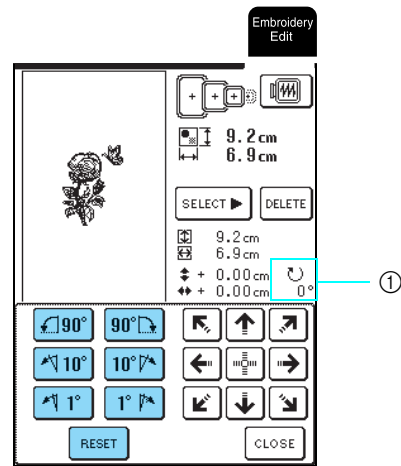 Embroidery
Edit
9.2cm
6.9cm
SELECT ▶ DELETE
9.2cm
6.9cm
+ 0.00cm
+ 0.00cm 0°
①
90° 90°
10° 10°
1° 1°
RESET CLOSE